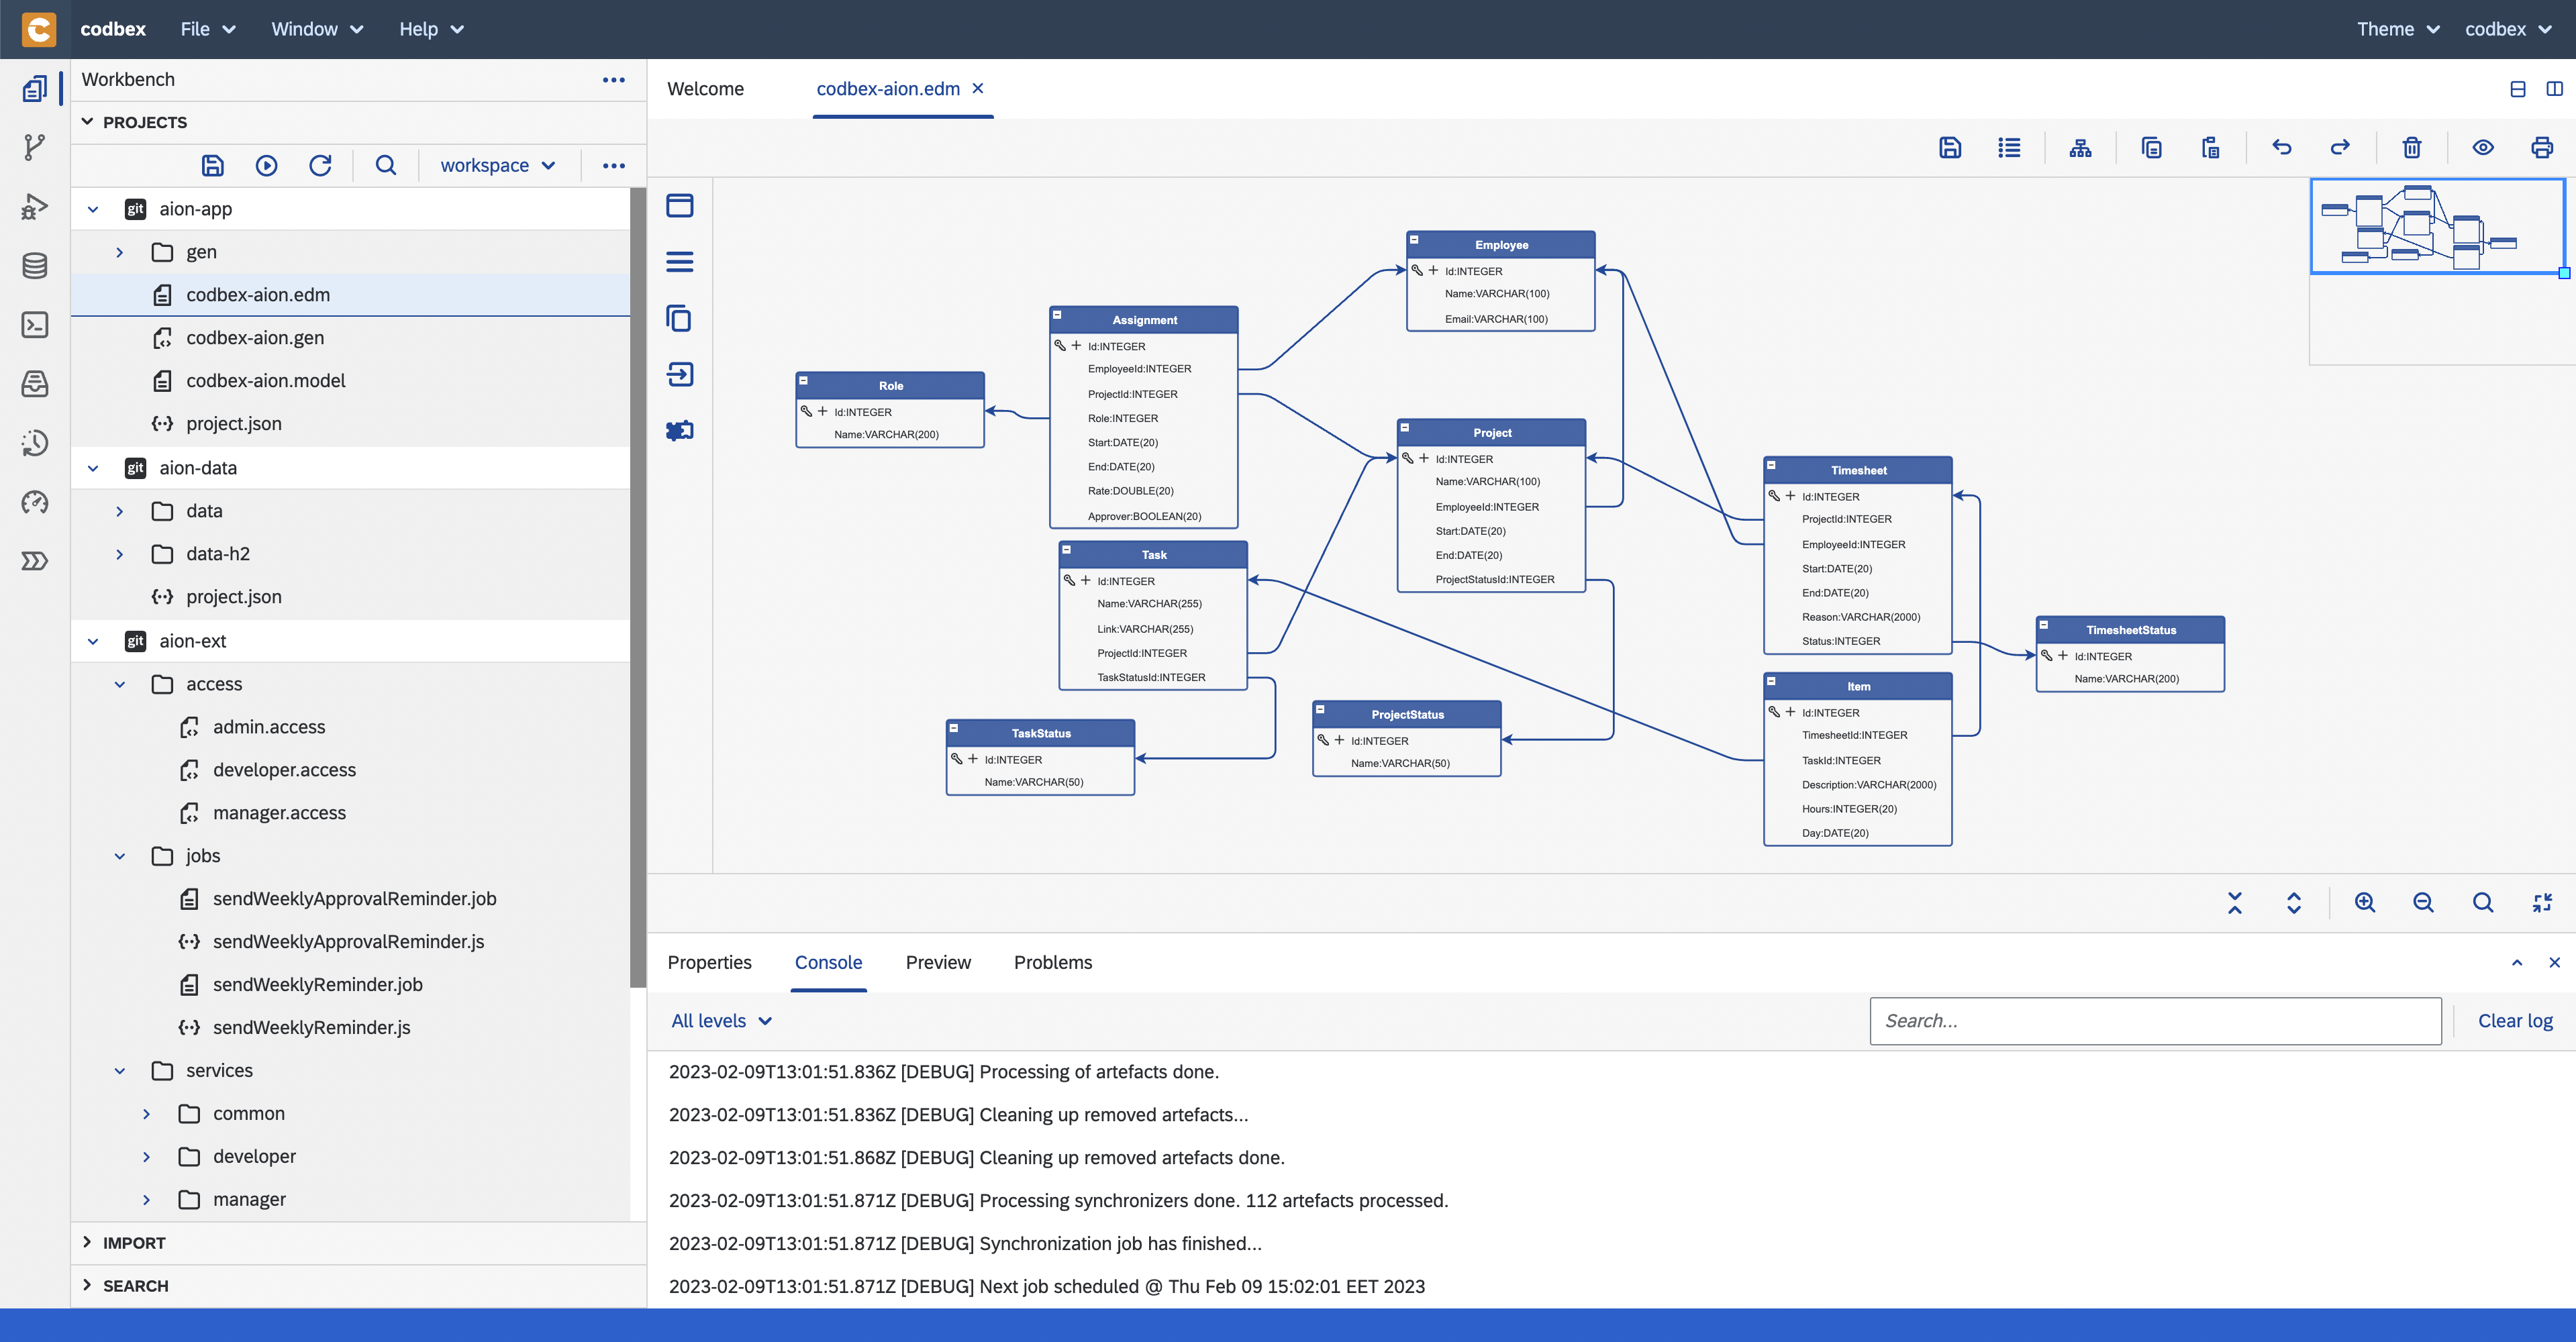 codbex File Window Help Theme codbex
Workbench
PROJECTS
workspace
git aion-app
gen
codbex-aion.edm
codbex-aion.gen
codbex-aion.model
project.json
git aion-data
data
data-h2
project.json
git aion-ext
access
admin.access
developer.access
manager.access
jobs
sendWeeklyApprovalReminder.job
sendWeeklyApprovalReminder.js
sendWeeklyReminder.job
sendWeeklyReminder.js
services
common
developer
manager
IMPORT
SEARCH
Welcome codbex-aion.edm
Employee
Id:INTEGER
Name:VARCHAR(100)
Email:VARCHAR(100)
Assignment
Id:INTEGER
EmployeeId:INTEGER
ProjectId:INTEGER
Role:INTEGER
Start:DATE(20)
End:DATE(20)
Rate:DOUBLE(20)
Approver:BOOLEAN(20)
Role
Id:INTEGER
Name:VARCHAR(200)
Project
Id:INTEGER
Name:VARCHAR(100)
EmployeeId:INTEGER
Start:DATE(20)
End:DATE(20)
ProjectStatusId:INTEGER
Timesheet
Id:INTEGER
ProjectId:INTEGER
EmployeeId:INTEGER
Start:DATE(20)
End:DATE(20)
Reason:VARCHAR(2000)
Status:INTEGER
Task
Id:INTEGER
Name:VARCHAR(255)
Link:VARCHAR(255)
ProjectId:INTEGER
TaskStatusId:INTEGER
TimesheetStatus
Id:INTEGER
Name:VARCHAR(200)
Item
Id:INTEGER
TimesheetId:INTEGER
TaskId:INTEGER
Description:VARCHAR(2000)
Hours:INTEGER(20)
Day:DATE(20)
ProjectStatus
Id:INTEGER
Name:VARCHAR(50)
TaskStatus
Id:INTEGER
Name:VARCHAR(50)
Properties Console Preview Problems
All levels Search... Clear log
2023-02-09T13:01:51.836Z [DEBUG] Processing of artefacts done.
2023-02-09T13:01:51.836Z [DEBUG] Cleaning up removed artefacts...
2023-02-09T13:01:51.868Z [DEBUG] Cleaning up removed artefacts done.
2023-02-09T13:01:51.871Z [DEBUG] Processing synchronizers done. 112 artefacts processed.
2023-02-09T13:01:51.871Z [DEBUG] Synchronization job has finished...
2023-02-09T13:01:51.871Z [DEBUG] Next job scheduled @ Thu Feb 09 15:02:01 EET 2023